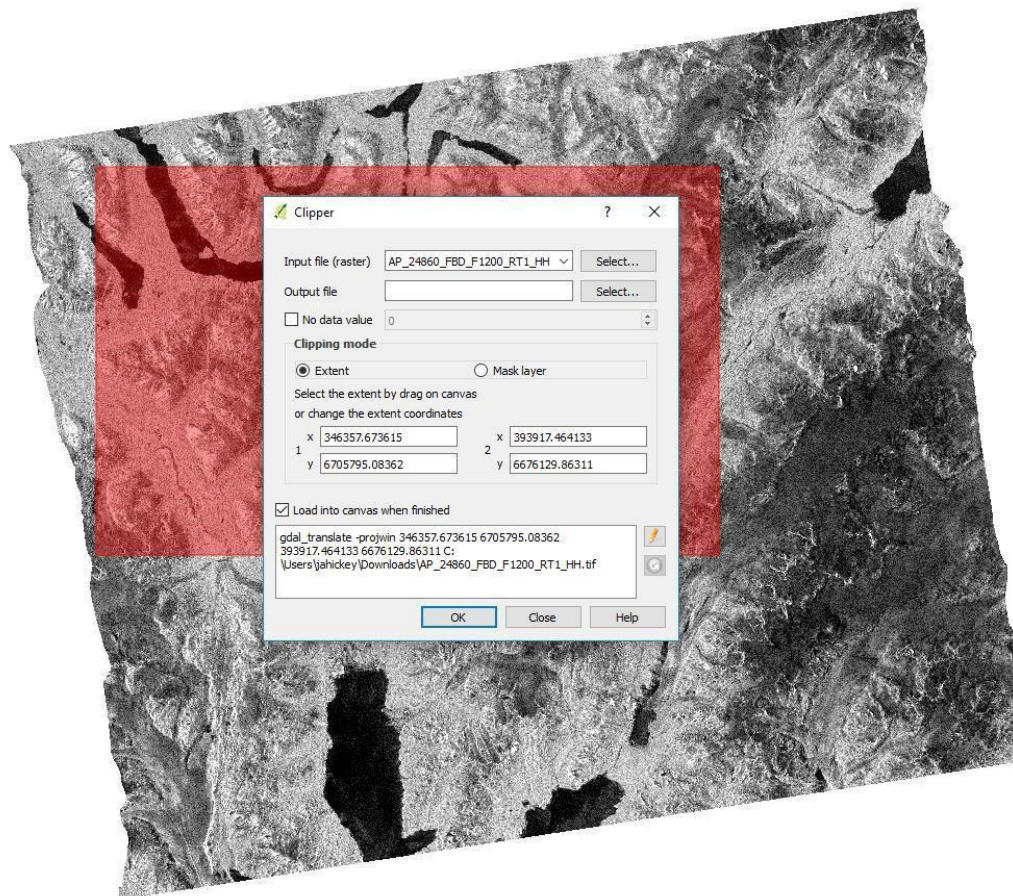 Clipper ? X
Input file (raster) AP_24860_FBD_F1200_RT1_HH Select...
Output file Select...
No data value 0
Clipping mode
Extent Mask layer
Select the extent by drag on canvas
or change the extent coordinates
1 x 346357.673615 2 x 393917.464133
y 6705795.08362 y 6676129.86311
Load into canvas when finished
gdal_translate -projwin 346357.673615 6705795.08362
393917.464133 6676129.86311 C:
\Users\jahickey\Downloads\AP_24860_FBD_F1200_RT1_HH.tif
OK Close Help